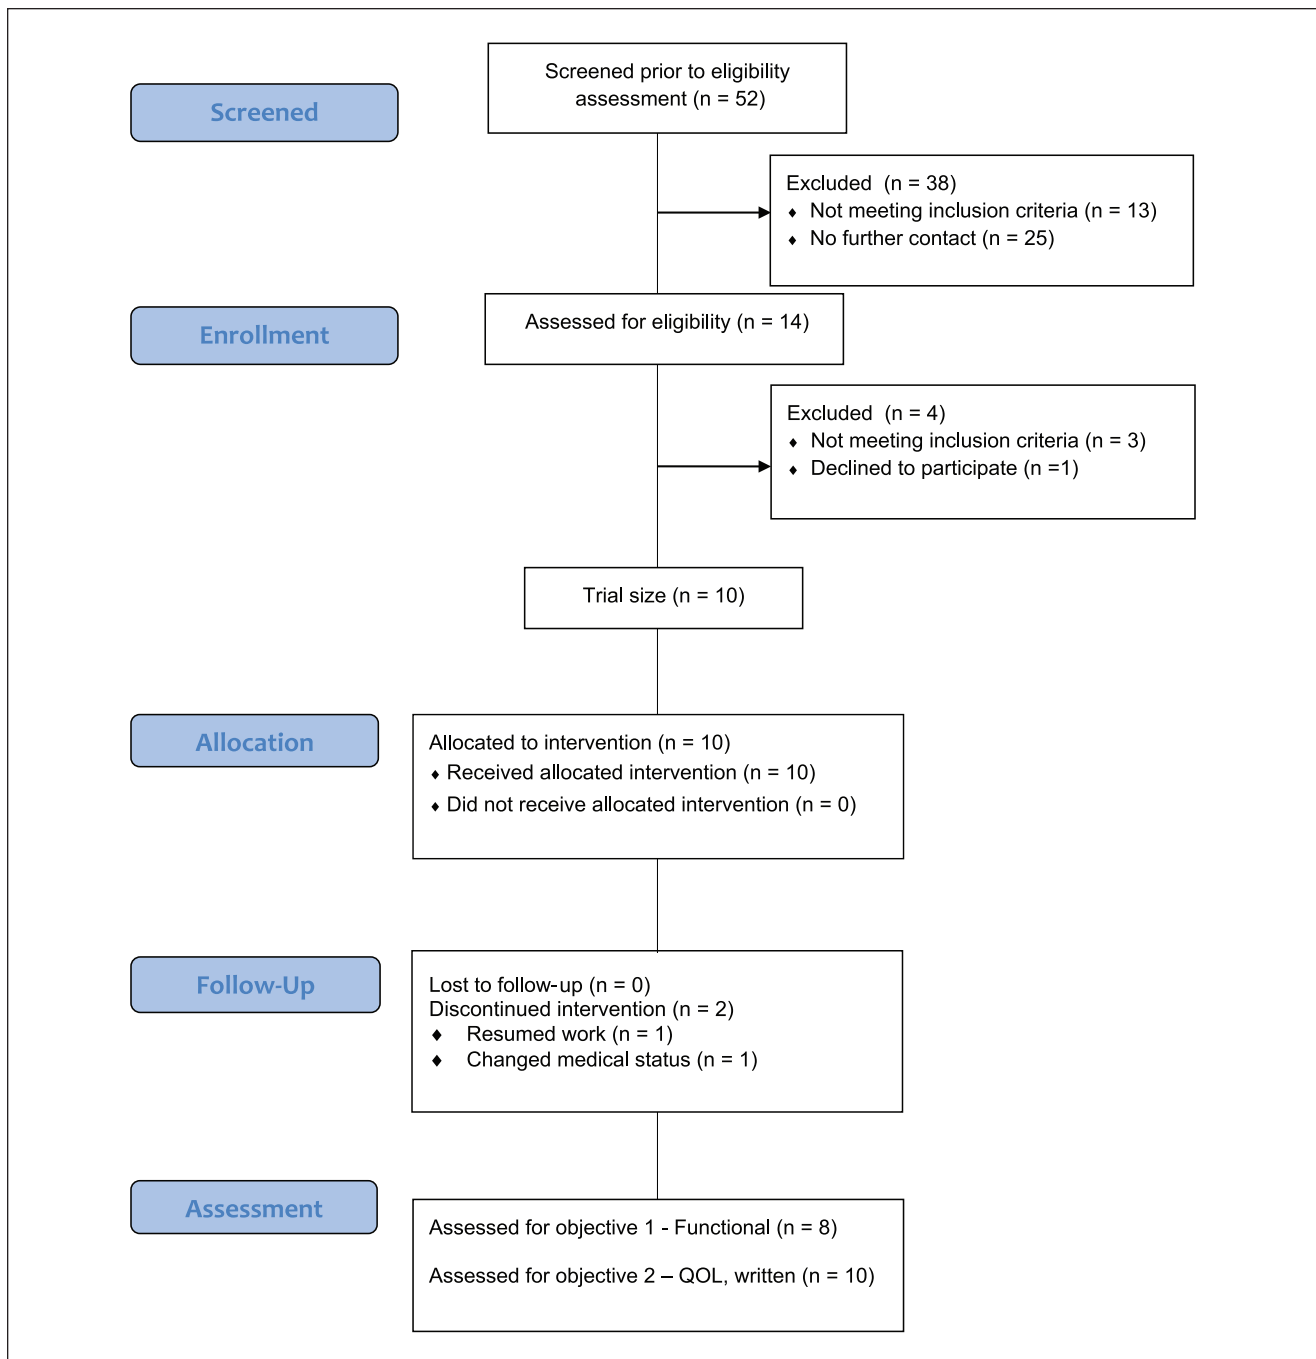 Screened
Screened prior to eligibility
assessment (n = 52)
Excluded  (n = 38)
♦ Not meeting inclusion criteria (n = 13)
♦ No further contact (n = 25)
Enrollment
Assessed for eligibility (n = 14)
Excluded  (n = 4)
♦ Not meeting inclusion criteria (n = 3)
♦ Declined to participate (n =1)
Trial size (n = 10)
Allocation
Allocated to intervention (n = 10)
♦ Received allocated intervention (n = 10)
♦ Did not receive allocated intervention (n = 0)
Follow-Up
Lost to follow-up (n = 0)
Discontinued intervention (n = 2)
♦ Resumed work (n = 1)
♦ Changed medical status (n = 1)
Assessment
Assessed for objective 1 - Functional (n = 8)
Assessed for objective 2 – QOL, written (n = 10)